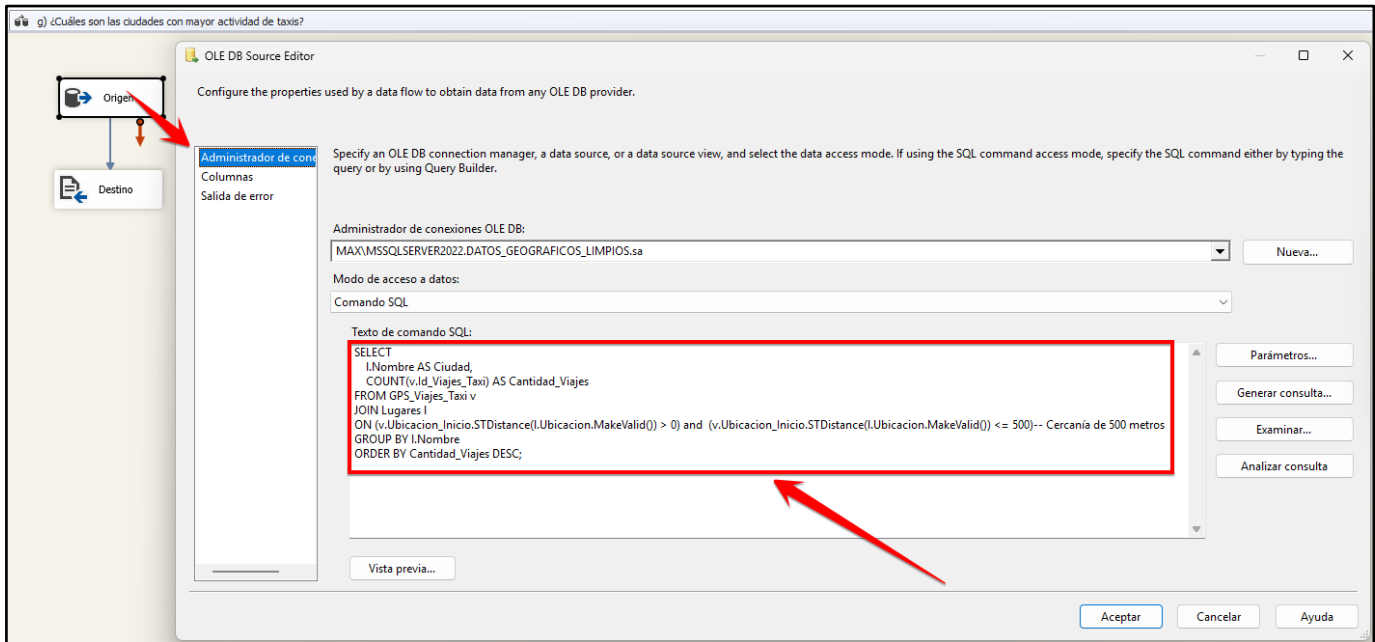 g) ¿Cuáles son las ciudades con mayor actividad de taxis?
OLE DB Source Editor
Configure the properties used by a data flow to obtain data from any OLE DB provider.
Origen
Destino
Administrador de cone
Columnas
Salida de error
Specify an OLE DB connection manager, a data source, or a data source view, and select the data access mode. If using the SQL command access mode, specify the SQL command either by typing the
query or by using Query Builder.
Administrador de conexiones OLE DB:
MAX\MSSQLSERVER2022.DATOS_GEOGRAFICOS_LIMPIOS.sa
Nueva...
Modo de acceso a datos:
Comando SQL
Texto de comando SQL:
SELECT
l.Nombre AS Ciudad,
COUNT(v.Id_Viajes_Taxi) AS Cantidad_Viajes
FROM GPS_Viajes_Taxi v
JOIN Lugares l
ON (v.Ubicacion_Inicio.STDistance(l.Ubicacion.MakeValid()) > 0) and (v.Ubicacion_Inicio.STDistance(l.Ubicacion.MakeValid()) <= 500)-- Cercanía de 500 metros
GROUP BY l.Nombre
ORDER BY Cantidad_Viajes DESC;
Parámetros...
Generar consulta...
Examinar...
Analizar consulta
Vista previa...
Aceptar
Cancelar
Ayuda